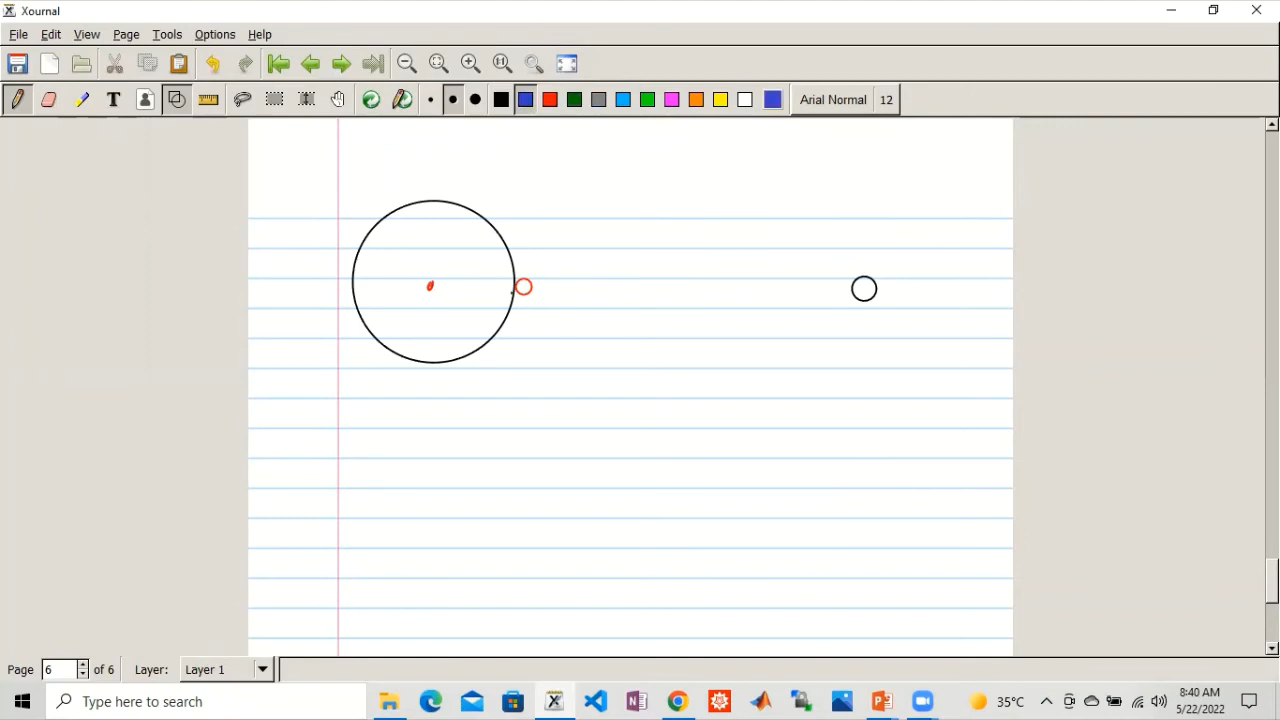 Xournal
File Edit View Page Tools Options Help
T Arial Normal 12
Page 6 of 6 Layer: Layer 1
Type here to search
35°C
8:40 AM
5/22/2022